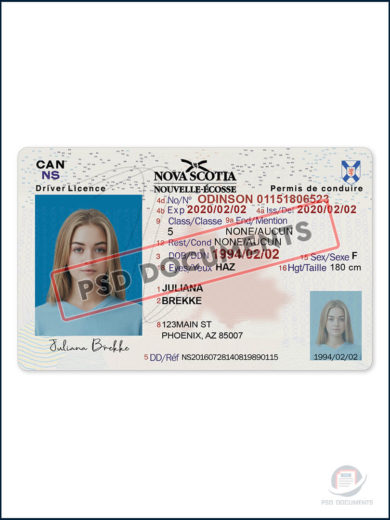 CAN
NS
Driver Licence
NOVA SCOTIA
NOUVELLE-ÉCOSSE
Permis de conduire
4d No/N° ODINSON 01151806523
4b Exp 2020/02/02 4a Iss/Del 2020/02/02
9 Class/Classe 9a End/Mention
5 NONE/AUCUN
12 Rest/Cond NONE/AUCUN
3 DOB/DDN 1994/02/02 15 Sex/Sexe F
18 Eyes/Yeux HAZ 16 Hgt/Taille 180 cm
1 JULIANA
2 BREKKE
8 123MAIN ST
PHOENIX, AZ 85007
Juliana Brekke
5 DD/Réf NS20160728140819890115
1994/02/02
PSD DOCUMENTS
PSD DOCUMENTS